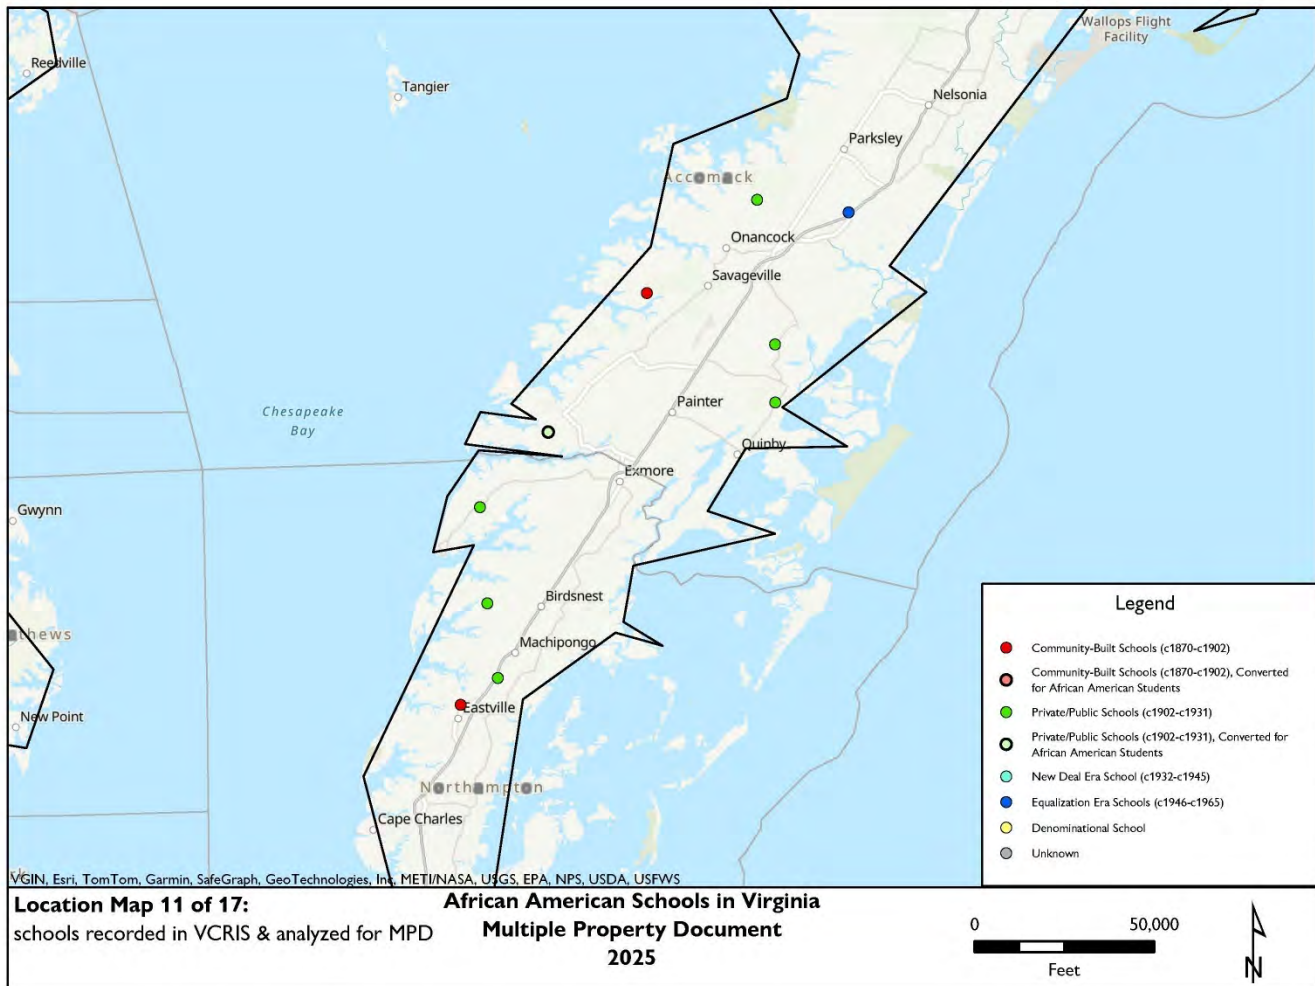 Wallops Flight
Facility
Reedville
Tangier
Nelsonia
Parksley
Accomack
Onancock
Savageville
Chesapeake
Bay
Painter
Quinby
Exmore
Gwynn
Birdsnest
thews
Machipongo
New Point
Eastville
Northampton
Cape Charles
Legend
Community-Built Schools (c1870-c1902)
Community-Built Schools (c1870-c1902), Converted
for African American Students
Private/Public Schools (c1902-c1931)
Private/Public Schools (c1902-c1931), Converted for
African American Students
New Deal Era School (c1932-c1945)
Equalization Era Schools (c1946-c1965)
Denominational School
Unknown
VGIN, Esri, TomTom, Garmin, SafeGraph, GeoTechnologies, Inc, METI/NASA, USGS, EPA, NPS, USDA, USFWS
Location Map 11 of 17:
schools recorded in VCRIS & analyzed for MPD
African American Schools in Virginia
Multiple Property Document
2025
0 50,000
Feet
N